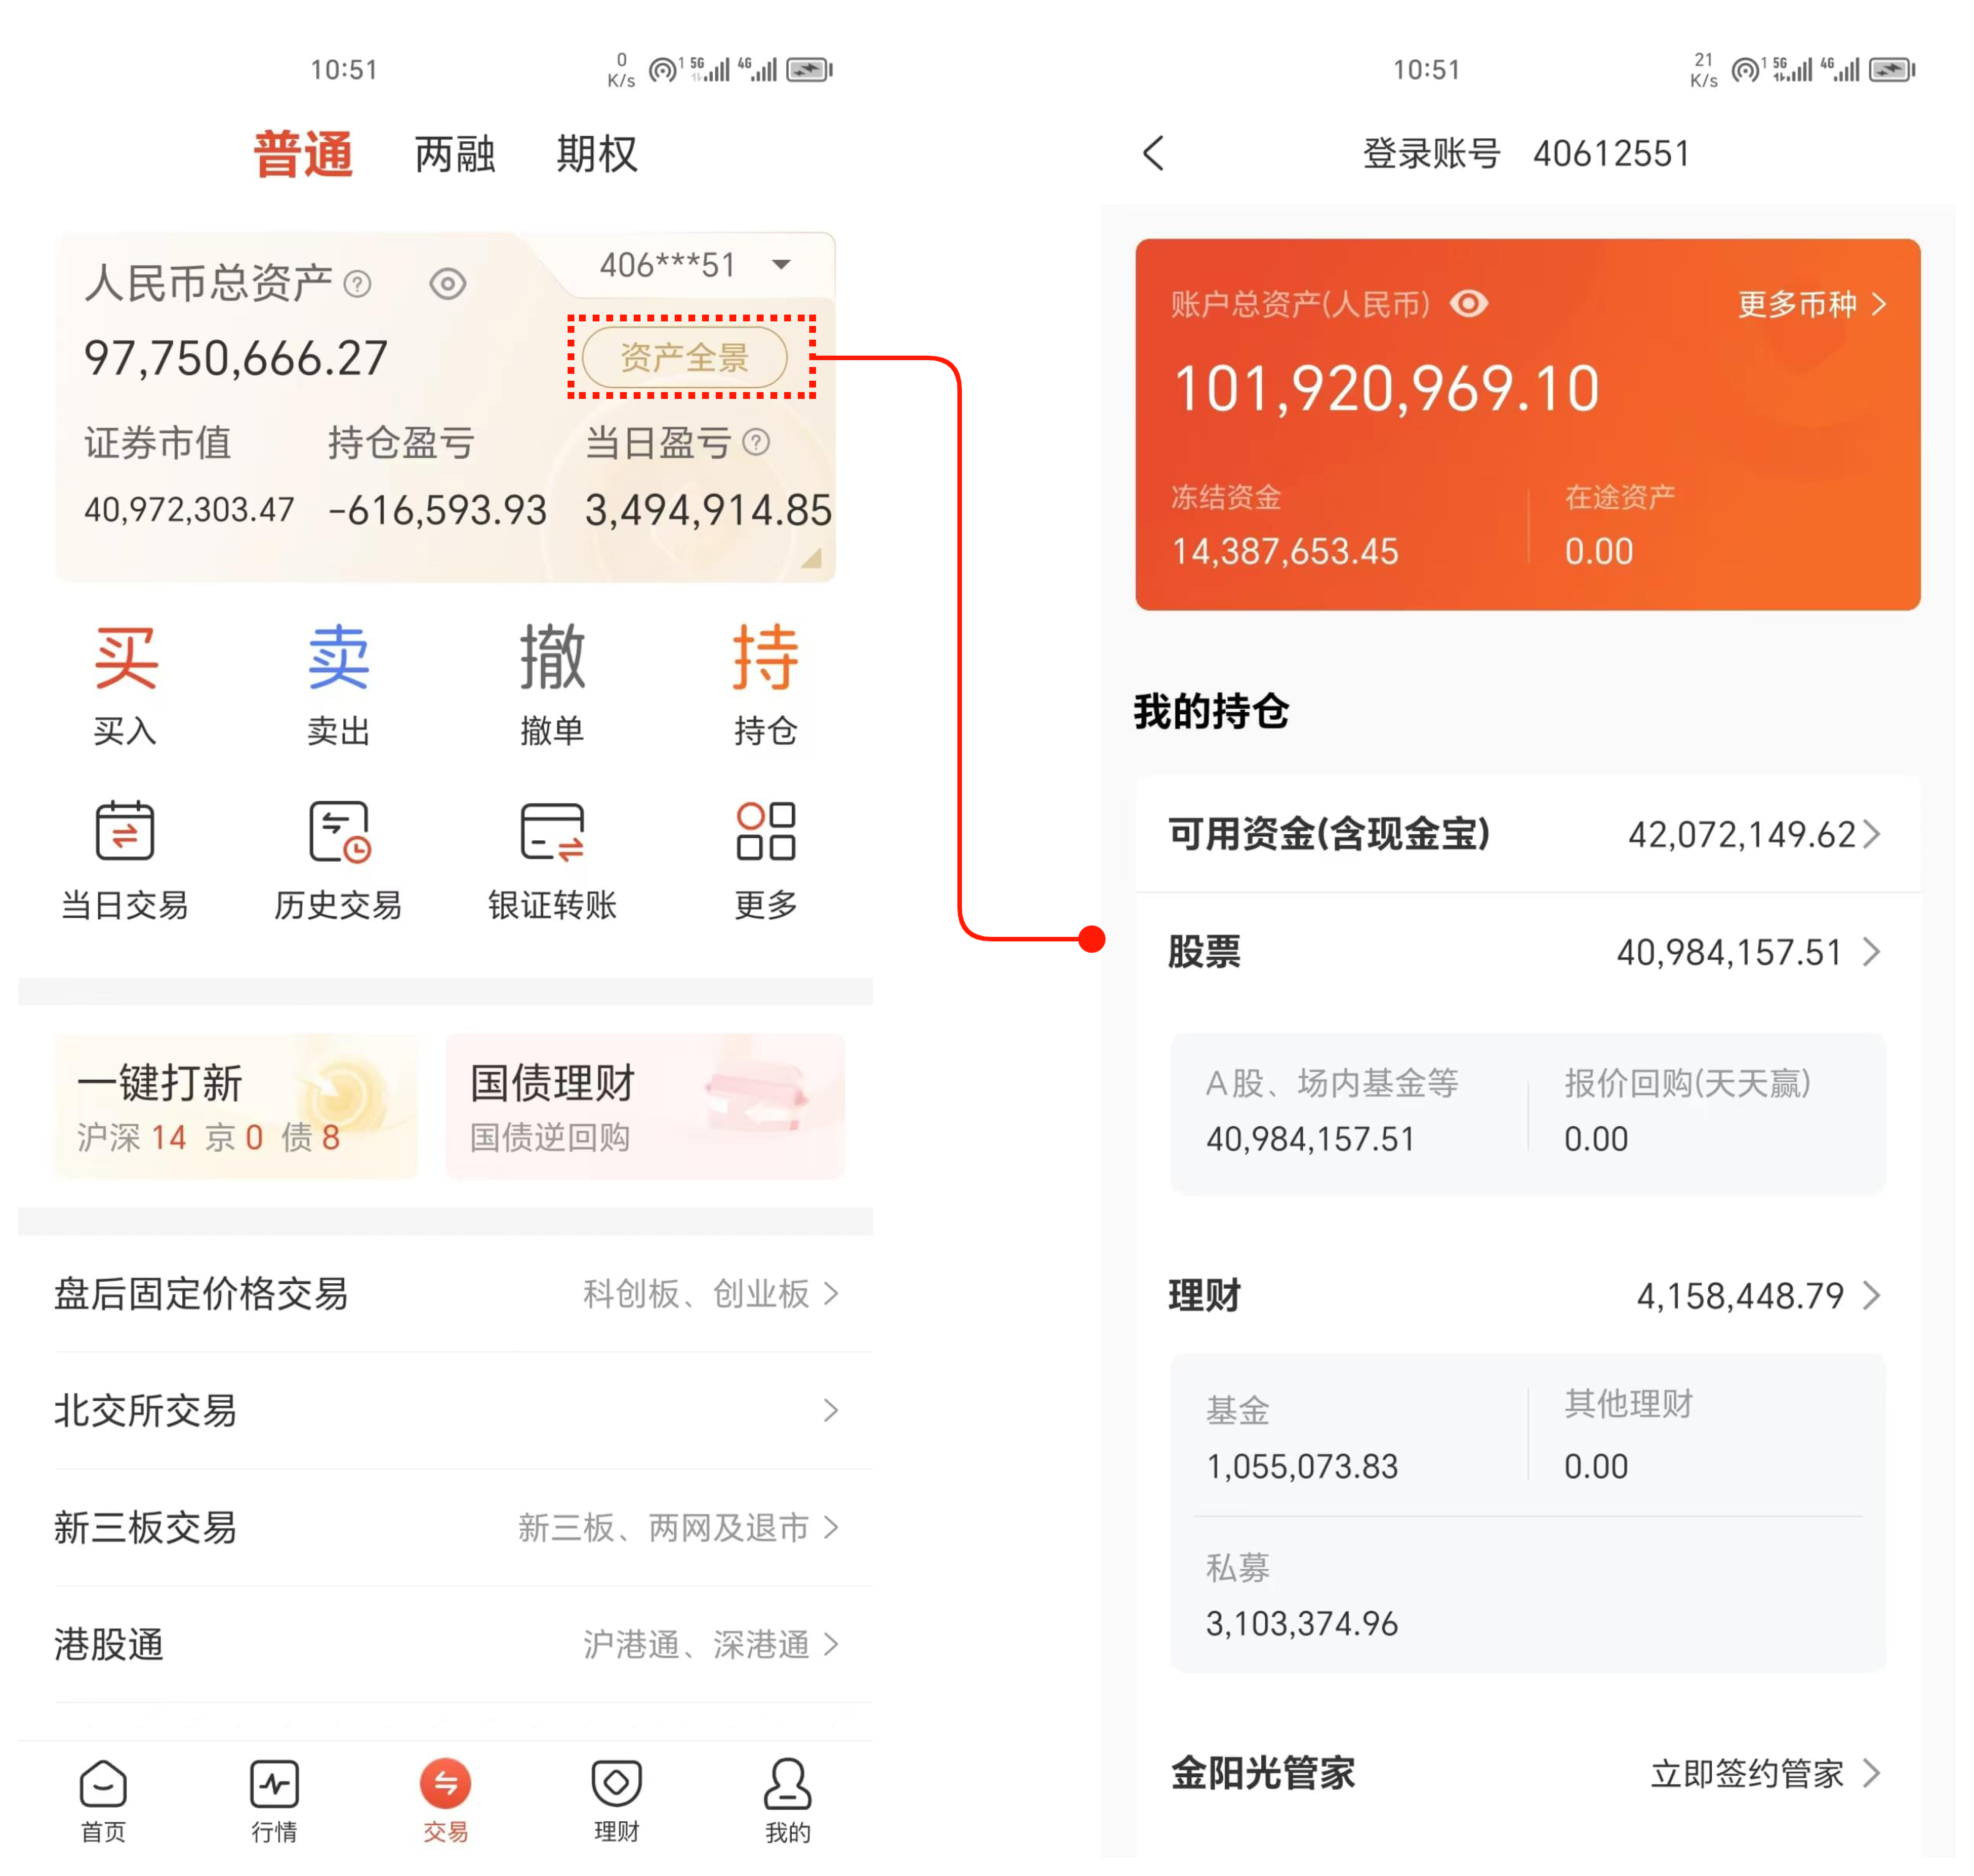 10:51
0 K/s 1 5G 4G
普通 两融 期权
人民币总资产 ?
406***51
97,750,666.27
资产全景
证券市值 持仓盈亏 当日盈亏 ?
40,972,303.47 -616,593.93 3,494,914.85
买 卖 撤 持
买入 卖出 撤单 持仓
当日交易 历史交易 银证转账 更多
一键打新
沪深 14 京 0 债 8
国债理财
国债逆回购
盘后固定价格交易 科创板、创业板
北交所交易
新三板交易 新三板、两网及退市
港股通 沪港通、深港通
首页 行情 交易 理财 我的
10:51
21 K/s 1 5G 4G
登录账号 40612551
账户总资产(人民币) 更多币种
101,920,969.10
冻结资金 在途资产
14,387,653.45 0.00
我的持仓
可用资金(含现金宝) 42,072,149.62
股票 40,984,157.51
A股、场内基金等 报价回购(天天赢)
40,984,157.51 0.00
理财 4,158,448.79
基金 其他理财
1,055,073.83 0.00
私募
3,103,374.96
金阳光管家 立即签约管家